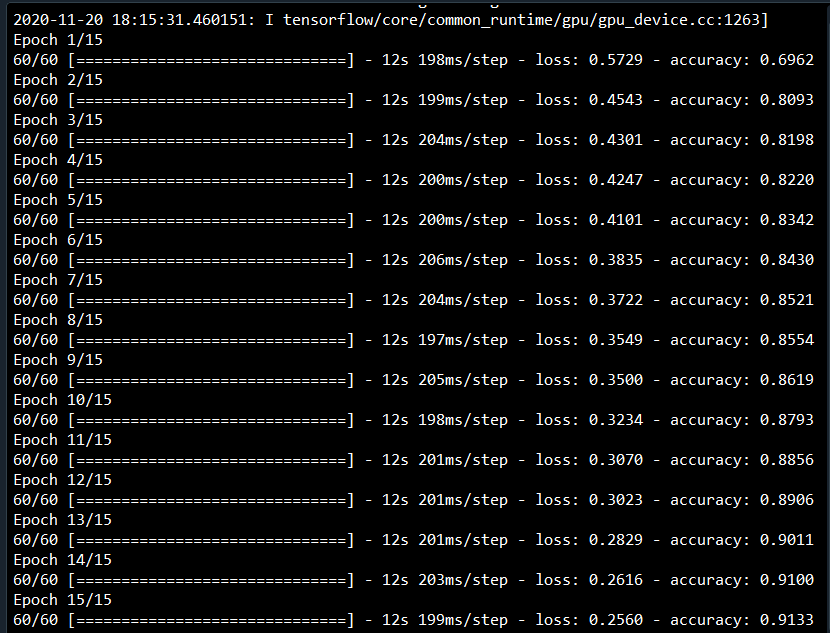 2020-11-20 18:15:31.460151: I tensorflow/core/common_runtime/gpu/gpu_device.cc:1263]
Epoch 1/15
60/60 [==============================] - 12s 198ms/step - loss: 0.5729 - accuracy: 0.6962
Epoch 2/15
60/60 [==============================] - 12s 199ms/step - loss: 0.4543 - accuracy: 0.8093
Epoch 3/15
60/60 [==============================] - 12s 204ms/step - loss: 0.4301 - accuracy: 0.8198
Epoch 4/15
60/60 [==============================] - 12s 200ms/step - loss: 0.4247 - accuracy: 0.8220
Epoch 5/15
60/60 [==============================] - 12s 200ms/step - loss: 0.4101 - accuracy: 0.8342
Epoch 6/15
60/60 [==============================] - 12s 206ms/step - loss: 0.3835 - accuracy: 0.8430
Epoch 7/15
60/60 [==============================] - 12s 204ms/step - loss: 0.3722 - accuracy: 0.8521
Epoch 8/15
60/60 [==============================] - 12s 197ms/step - loss: 0.3549 - accuracy: 0.8554
Epoch 9/15
60/60 [==============================] - 12s 205ms/step - loss: 0.3500 - accuracy: 0.8619
Epoch 10/15
60/60 [==============================] - 12s 198ms/step - loss: 0.3234 - accuracy: 0.8793
Epoch 11/15
60/60 [==============================] - 12s 201ms/step - loss: 0.3070 - accuracy: 0.8856
Epoch 12/15
60/60 [==============================] - 12s 201ms/step - loss: 0.3023 - accuracy: 0.8906
Epoch 13/15
60/60 [==============================] - 12s 201ms/step - loss: 0.2829 - accuracy: 0.9011
Epoch 14/15
60/60 [==============================] - 12s 203ms/step - loss: 0.2616 - accuracy: 0.9100
Epoch 15/15
60/60 [==============================] - 12s 199ms/step - loss: 0.2560 - accuracy: 0.9133